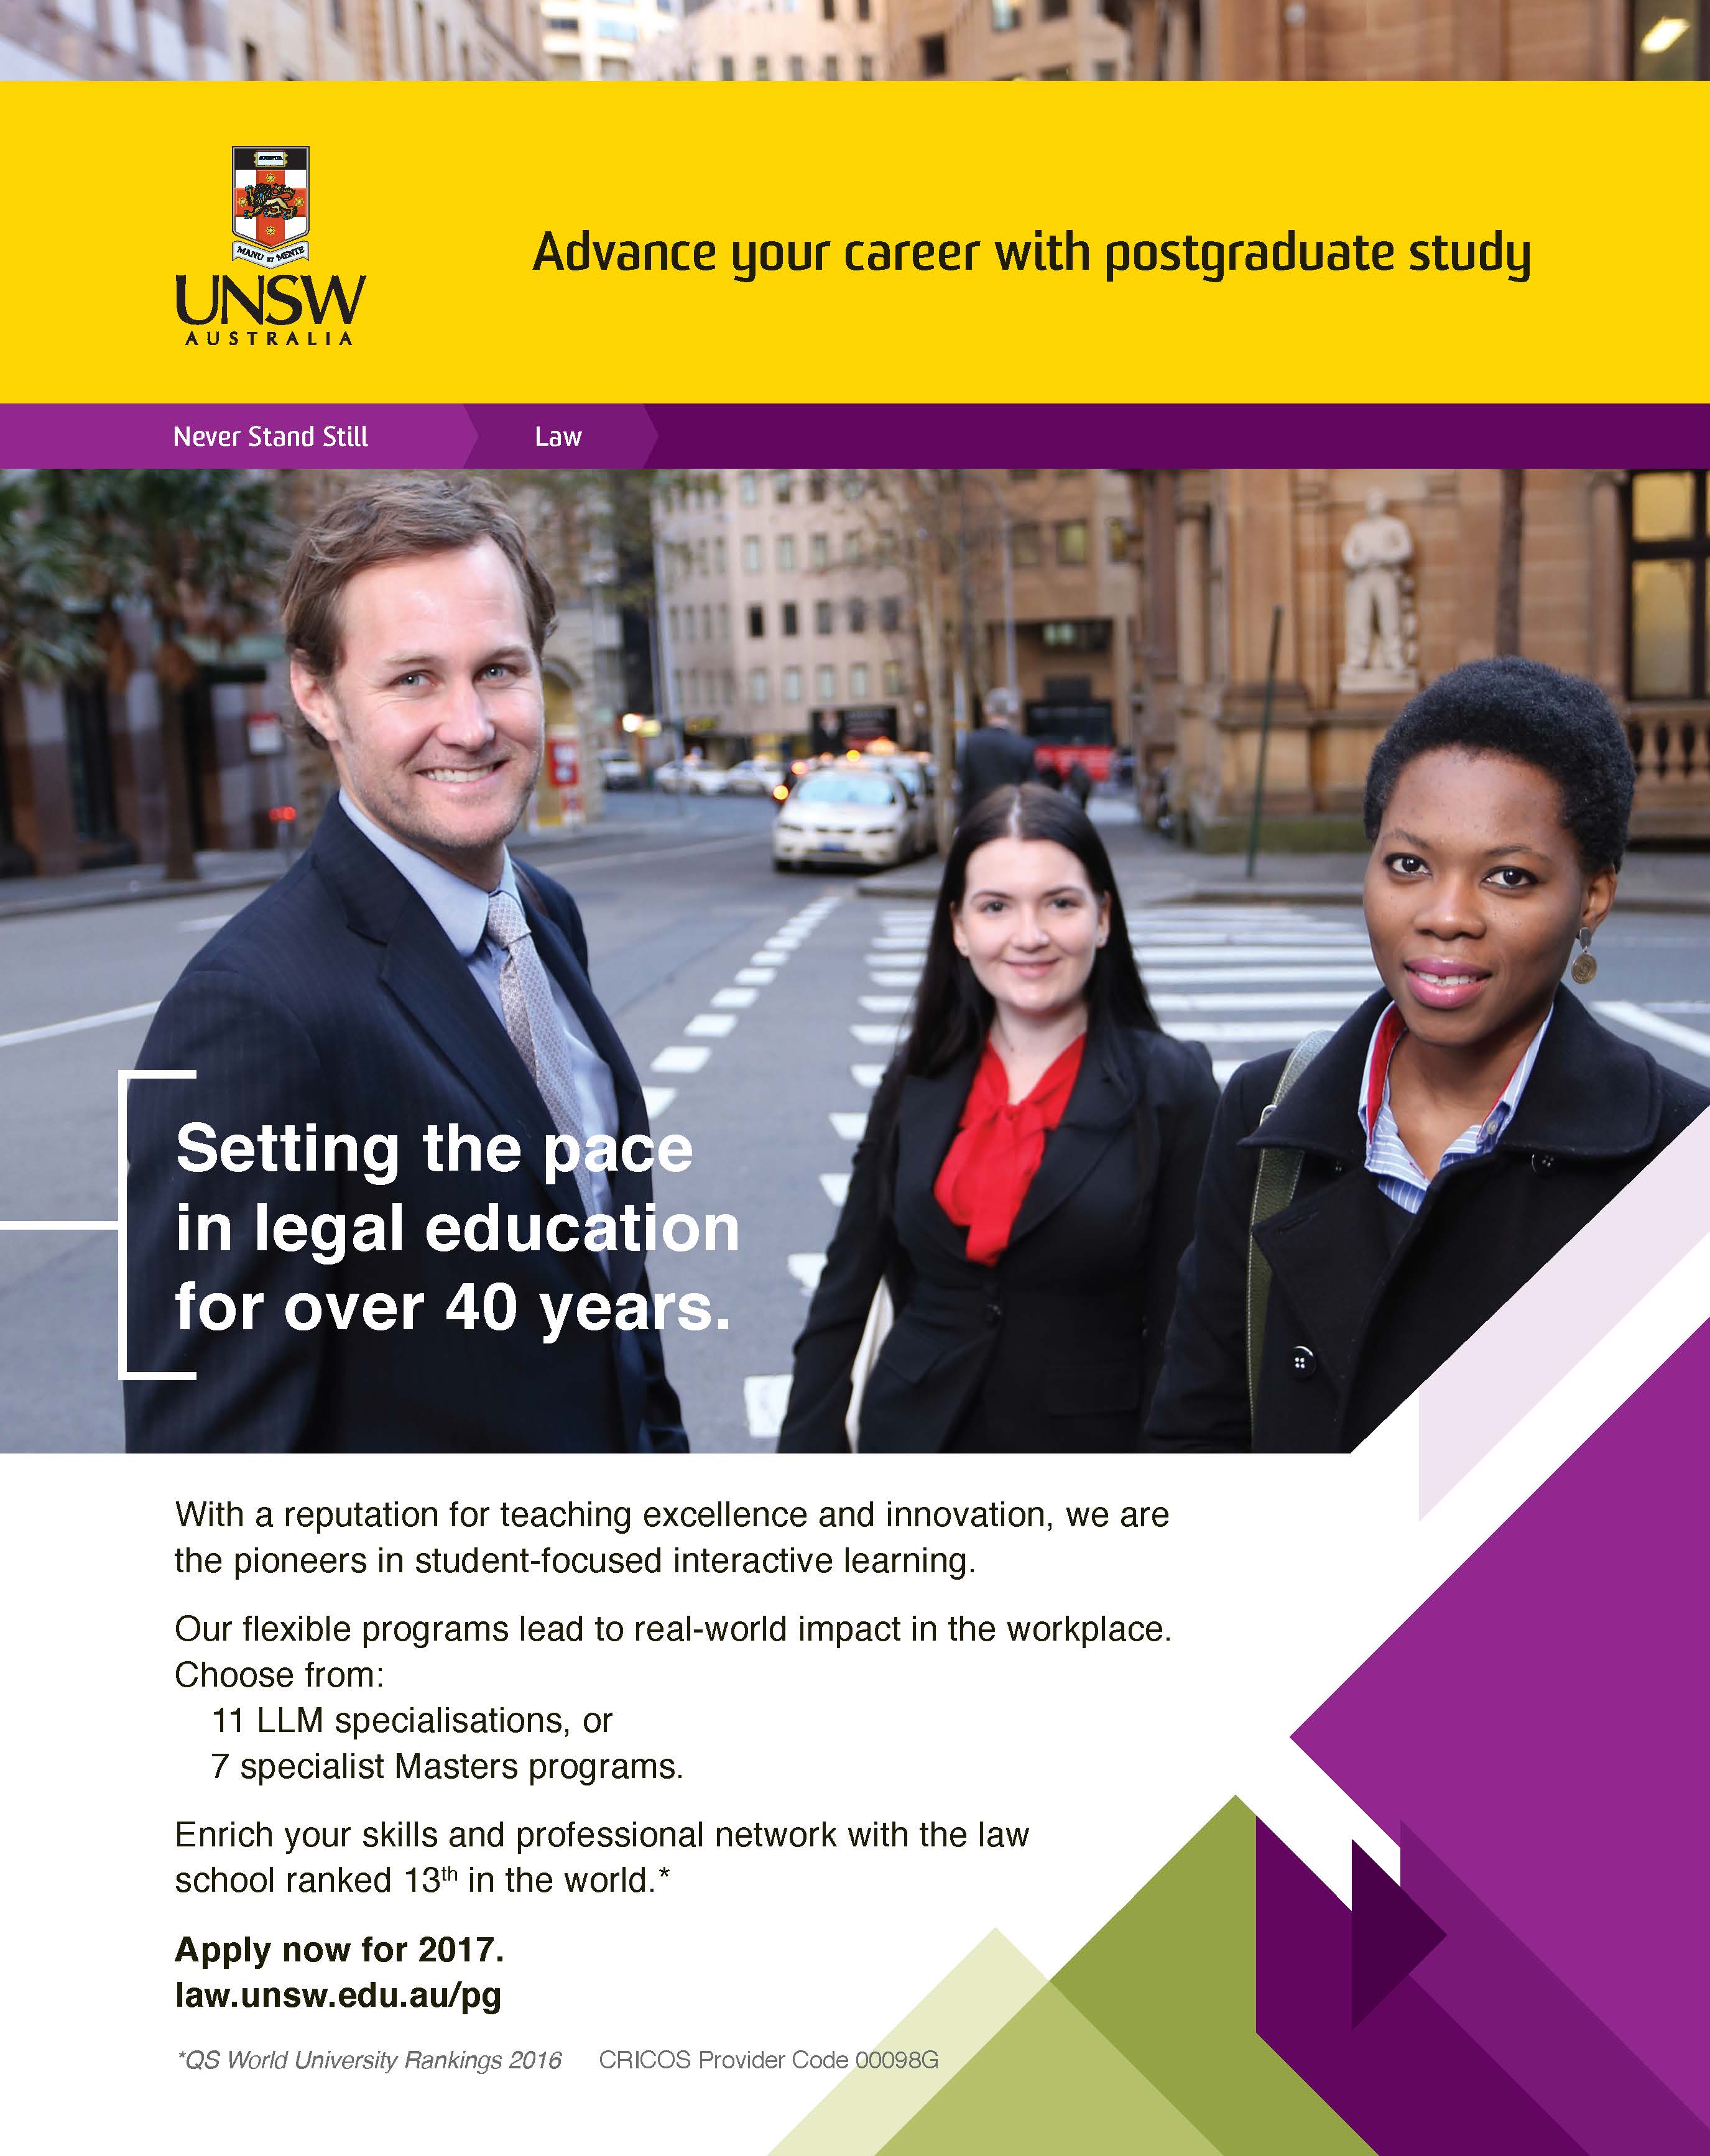 SCIENTIA
MANU ET MENTE
UNSW
AUSTRALIA
Advance your career with postgraduate study
Never Stand Still
Law
Setting the pace
in legal education
for over 40 years.
With a reputation for teaching excellence and innovation, we are
the pioneers in student-focused interactive learning.
Our flexible programs lead to real-world impact in the workplace.
Choose from:
11 LLM specialisations, or
7 specialist Masters programs.
Enrich your skills and professional network with the law
school ranked 13th in the world.*
Apply now for 2017.
law.unsw.edu.au/pg
*QS World University Rankings 2016 CRICOS Provider Code 00098G